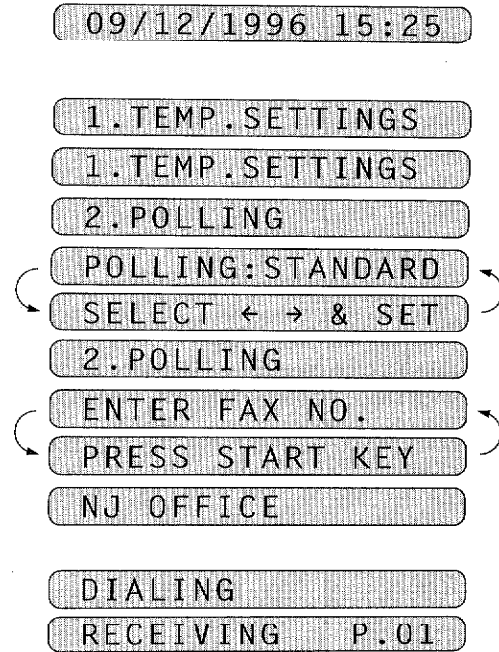 09/12/1996 15:25
1.TEMP.SETTINGS
1.TEMP.SETTINGS
2.POLLING
POLLING:STANDARD
SELECT ← → & SET
2.POLLING
ENTER FAX NO.
PRESS START KEY
NJ OFFICE
DIALING
RECEIVING P.01